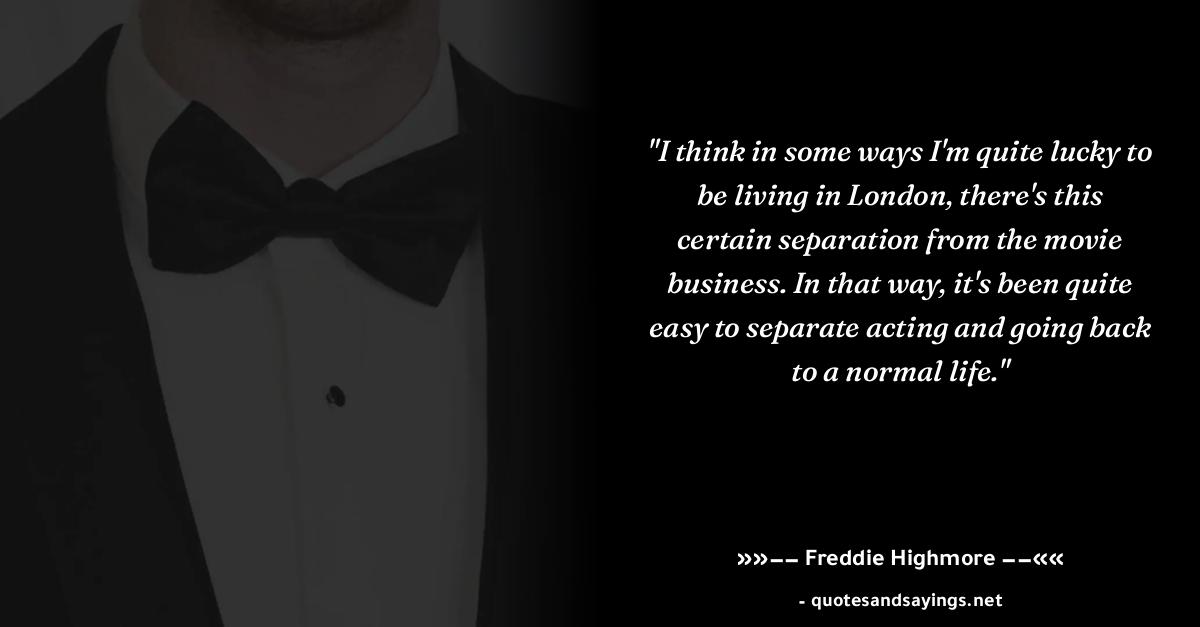 "I think in some ways I'm quite lucky to
be living in London, there's this
certain separation from the movie
business. In that way, it's been quite
easy to separate acting and going back
to a normal life."
»»−− Freddie Highmore −−««
- quotesandsayings.net